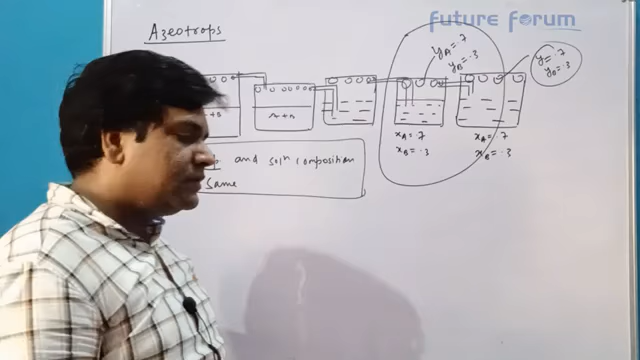 future forum
Azeotrops
yA = .7
yB = .3
y = .7
yB = .3
A+B
xA = .7
xB = .3
xA = .7
xB = .3
and soln composition
same